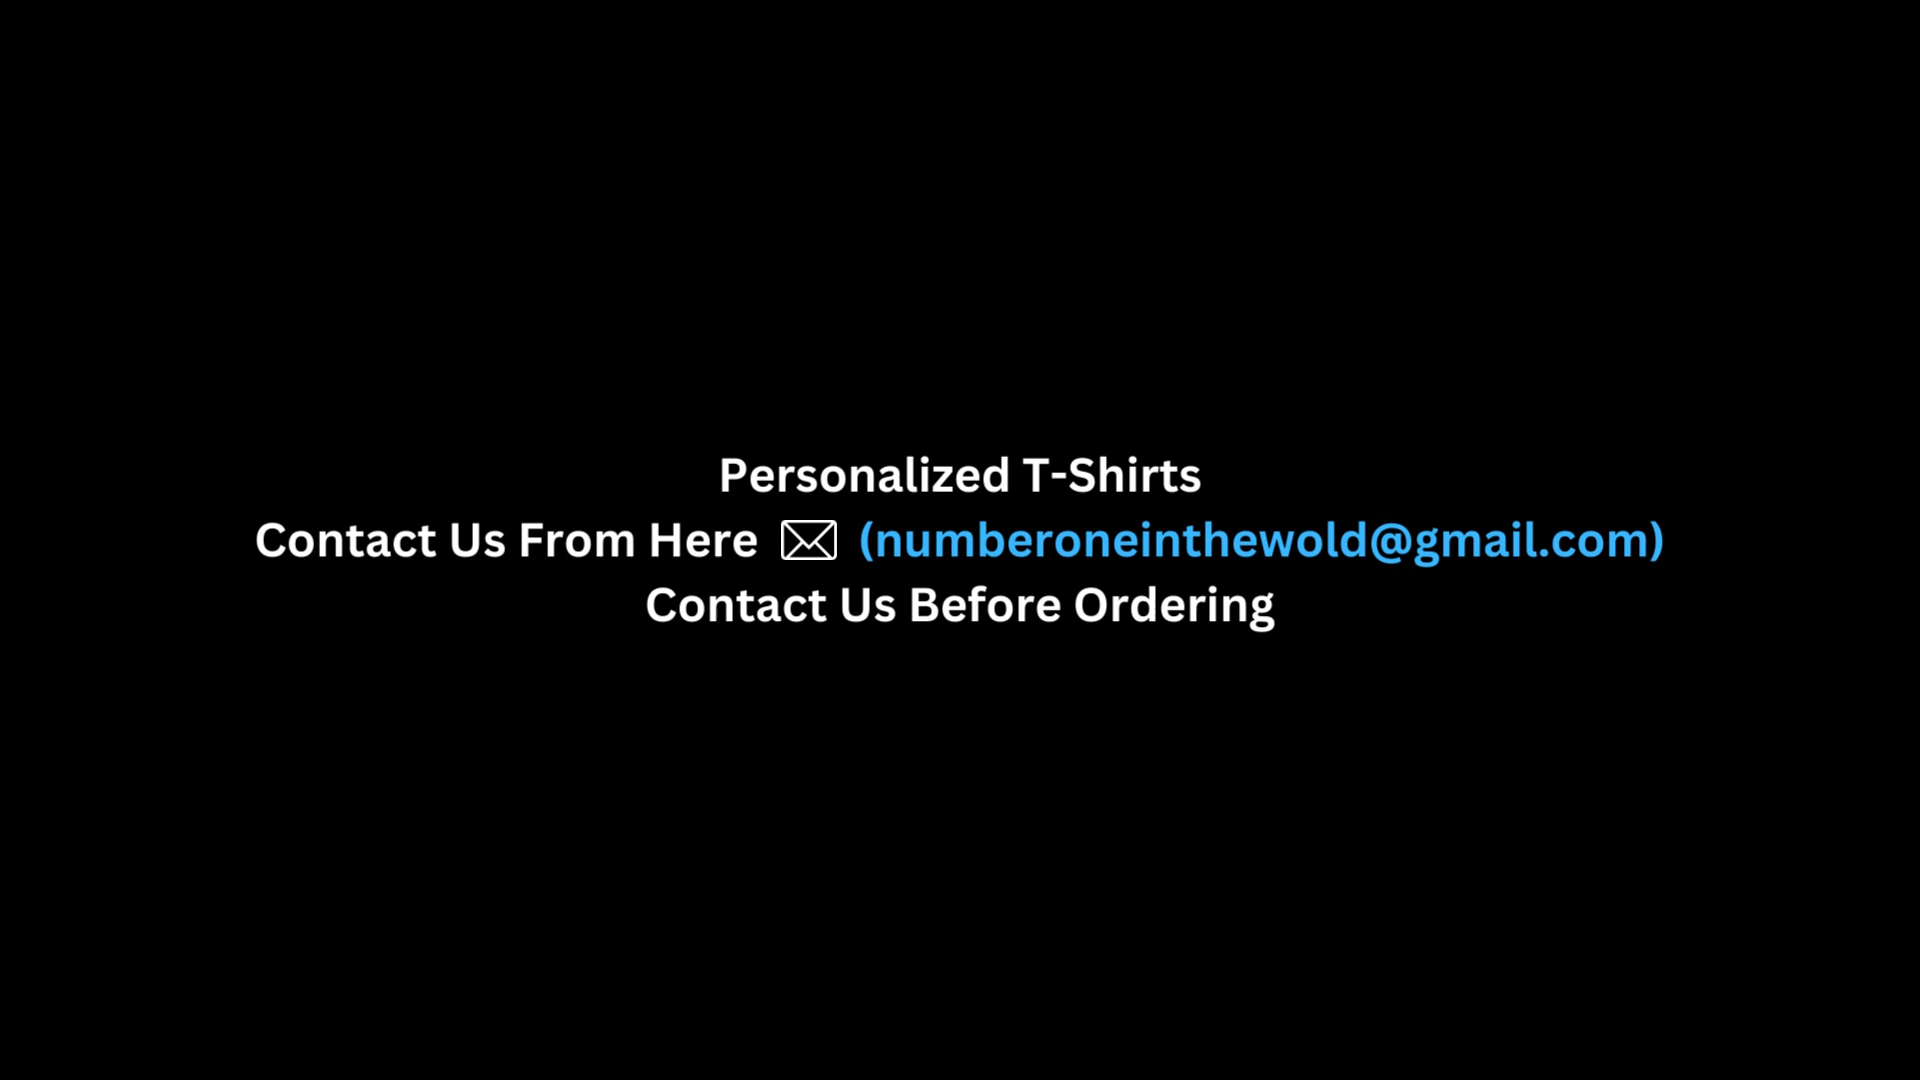 Personalized T-Shirts
Contact Us From Here ✉ (numberoneinthewold@gmail.com)
Contact Us Before Ordering